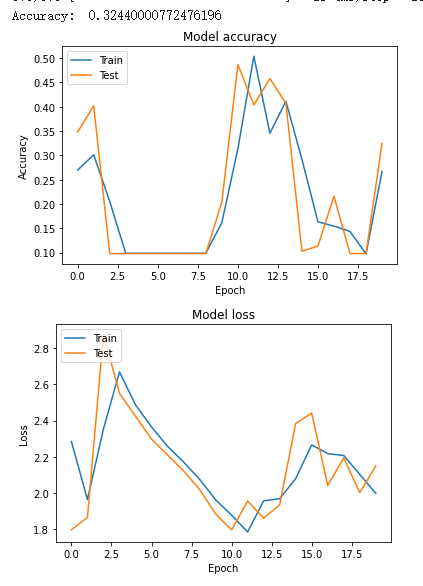 Accuracy: 0.32440000772476196
Model accuracy
Train
Test
0.50
0.45
0.40
0.35
0.30
0.25
0.20
0.15
0.10
Accuracy
0.0 2.5 5.0 7.5 10.0 12.5 15.0 17.5
Epoch
Model loss
Train
Test
2.8
2.6
2.4
2.2
2.0
1.8
Loss
0.0 2.5 5.0 7.5 10.0 12.5 15.0 17.5
Epoch